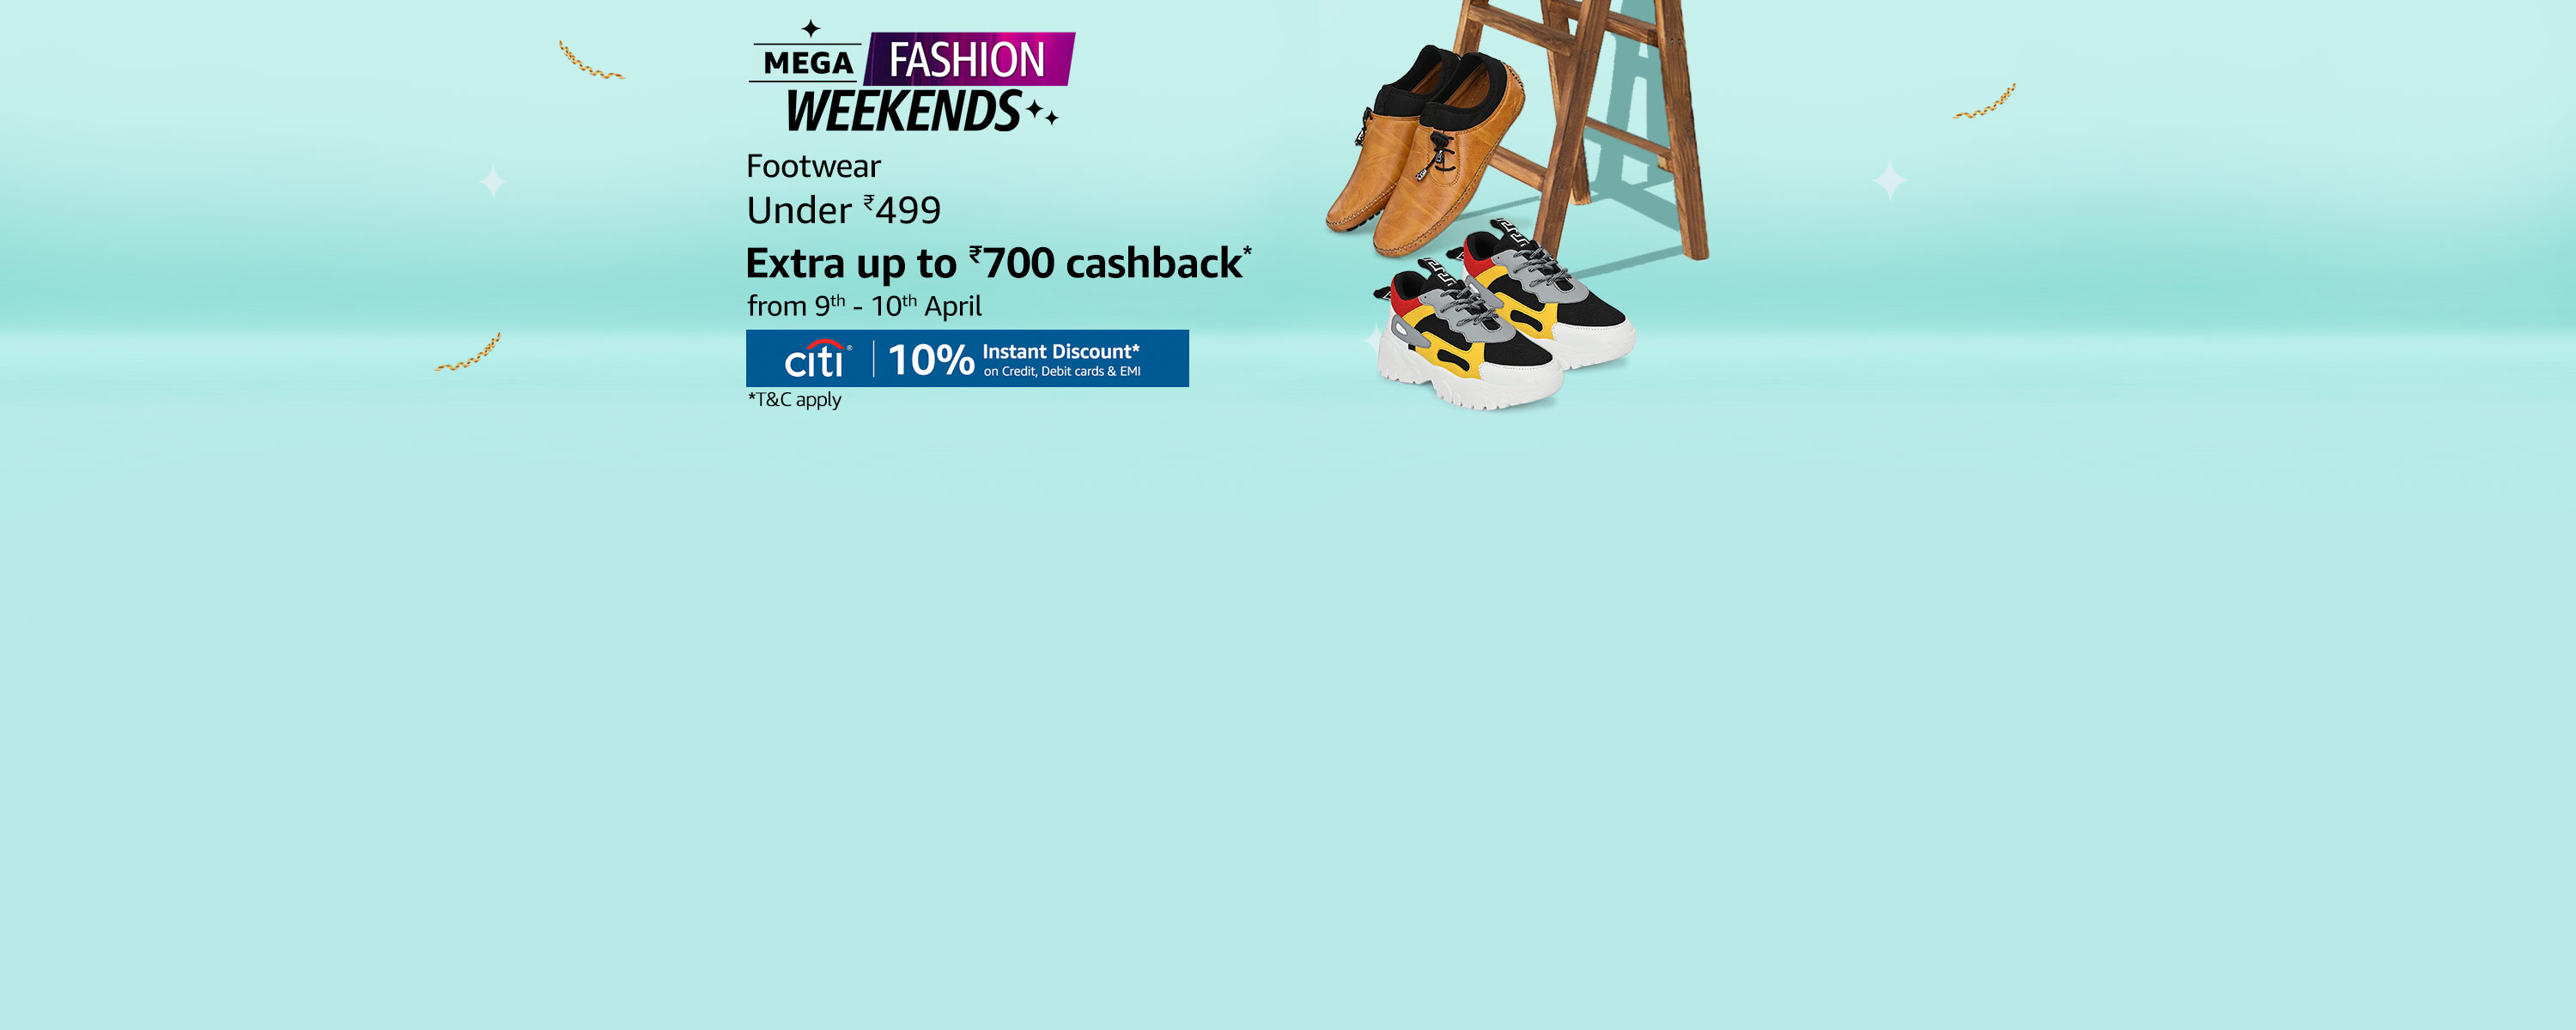 MEGA FASHION
WEEKENDS
Footwear
Under ₹499
Extra up to ₹700 cashback*
from 9th - 10th April
citi® | 10% Instant Discount*
on Credit, Debit cards & EMI
*T&C apply